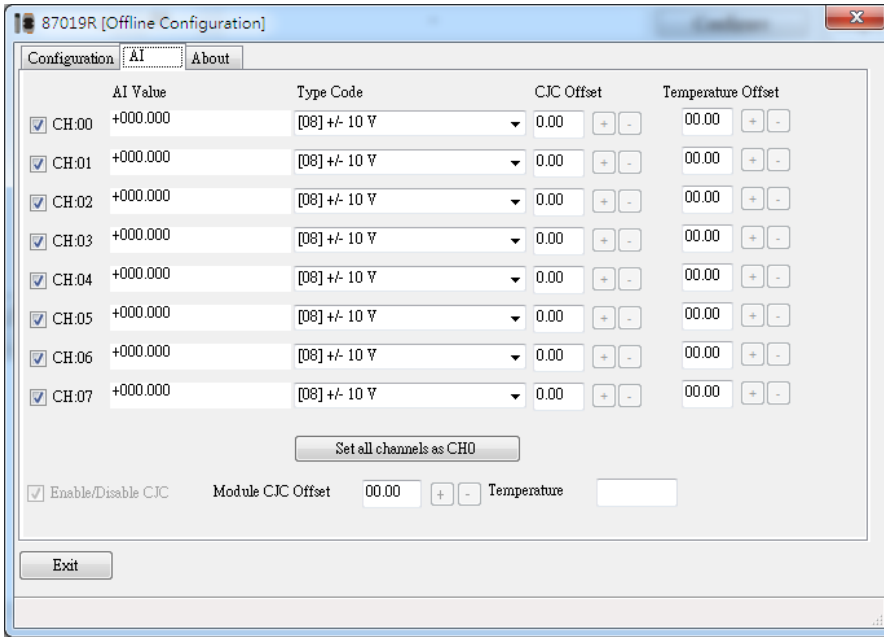 87019R [Offline Configuration]
Configuration AI About
AI Value Type Code CJC Offset Temperature Offset
CH:00 +000.000 [08] +/- 10 V 0.00 + - 00.00 + -
CH:01 +000.000 [08] +/- 10 V 0.00 + - 00.00 + -
CH:02 +000.000 [08] +/- 10 V 0.00 + - 00.00 + -
CH:03 +000.000 [08] +/- 10 V 0.00 + - 00.00 + -
CH:04 +000.000 [08] +/- 10 V 0.00 + - 00.00 + -
CH:05 +000.000 [08] +/- 10 V 0.00 + - 00.00 + -
CH:06 +000.000 [08] +/- 10 V 0.00 + - 00.00 + -
CH:07 +000.000 [08] +/- 10 V 0.00 + - 00.00 + -
Set all channels as CH0
Enable/Disable CJC Module CJC Offset 00.00 + - Temperature
Exit